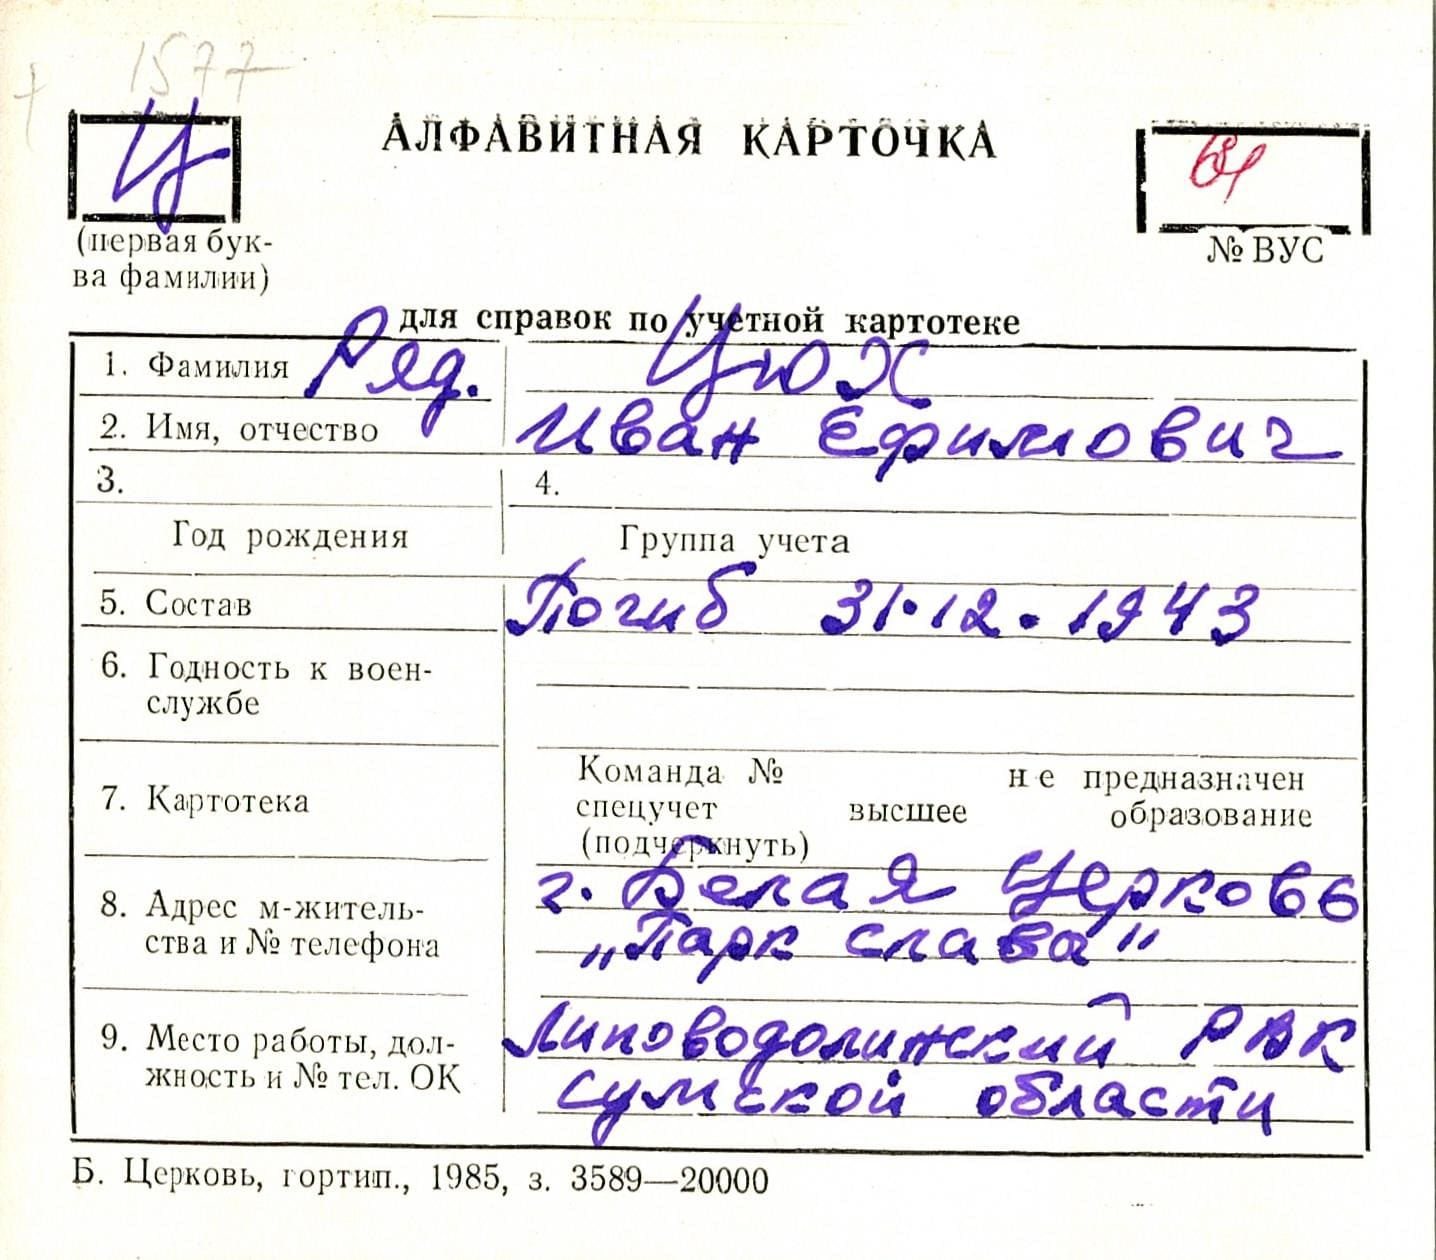 1577
Ц
АЛФАВИТНАЯ КАРТОЧКА
(первая бук-
ва фамилии)
№ ВУС
для справок по учетной картотеке
1. Фамилия Ряд. Цюх
2. Имя, отчество Иван Ефимович
3. 4.
Год рождения Группа учета
5. Состав Погиб 31.12.1943
6. Годность к воен-
службе
Команда № не предназначен
7. Картотека спецучет высшее образование
(подчеркнуть)
8. Адрес м-житель- г. Белая Церковь
ства и № телефона „Парк слава"
9. Место работы, дол- Липоводолинский РВК
жность и № тел. ОК Сумской области
Б. Церковь, гортип., 1985, з. 3589—20000